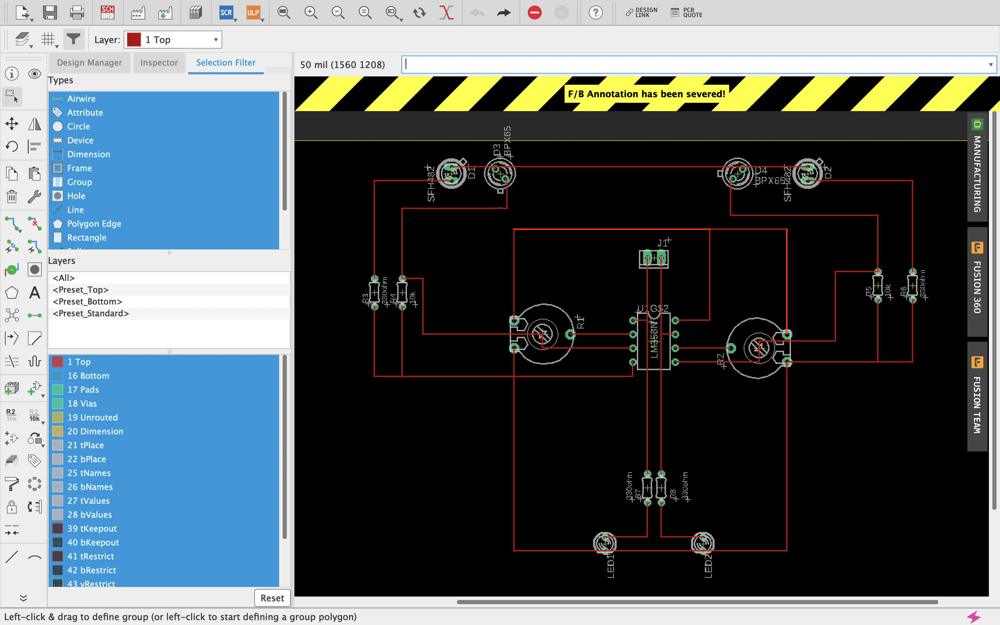 SCH
BRD
SCR
ULP
GO
?
DESIGN
LINK
PCB
QUOTE
Layer:
1 Top
Design Manager
Inspector
Selection Filter
50 mil (1560 1208)
Types
Airwire
Attribute
Circle
Device
Dimension
Frame
Group
Hole
Line
Polygon Edge
Rectangle
Layers
<All>
<Preset_Top>
<Preset_Bottom>
<Preset_Standard>
1 Top
16 Bottom
17 Pads
18 Vias
19 Unrouted
20 Dimension
21 tPlace
22 bPlace
25 tNames
26 bNames
27 tValues
28 bValues
39 tKeepout
40 bKeepout
41 tRestrict
42 bRestrict
43 vRestrict
Reset
R2
10k
R2
10k
F/B Annotation has been severed!
MANUFACTURING
FUSION 360
FUSION TEAM
D3
BPX65
SFH482
D1
D4
BPX65
SFH482
D2
J1
R3
330ohm
R4
10k
R5
10k
R6
330ohm
U1G$2
LM358N
R1
R2
330ohm
R7
R8
330ohm
LED1
LED2
Left-click & drag to define group (or left-click to start defining a group polygon)